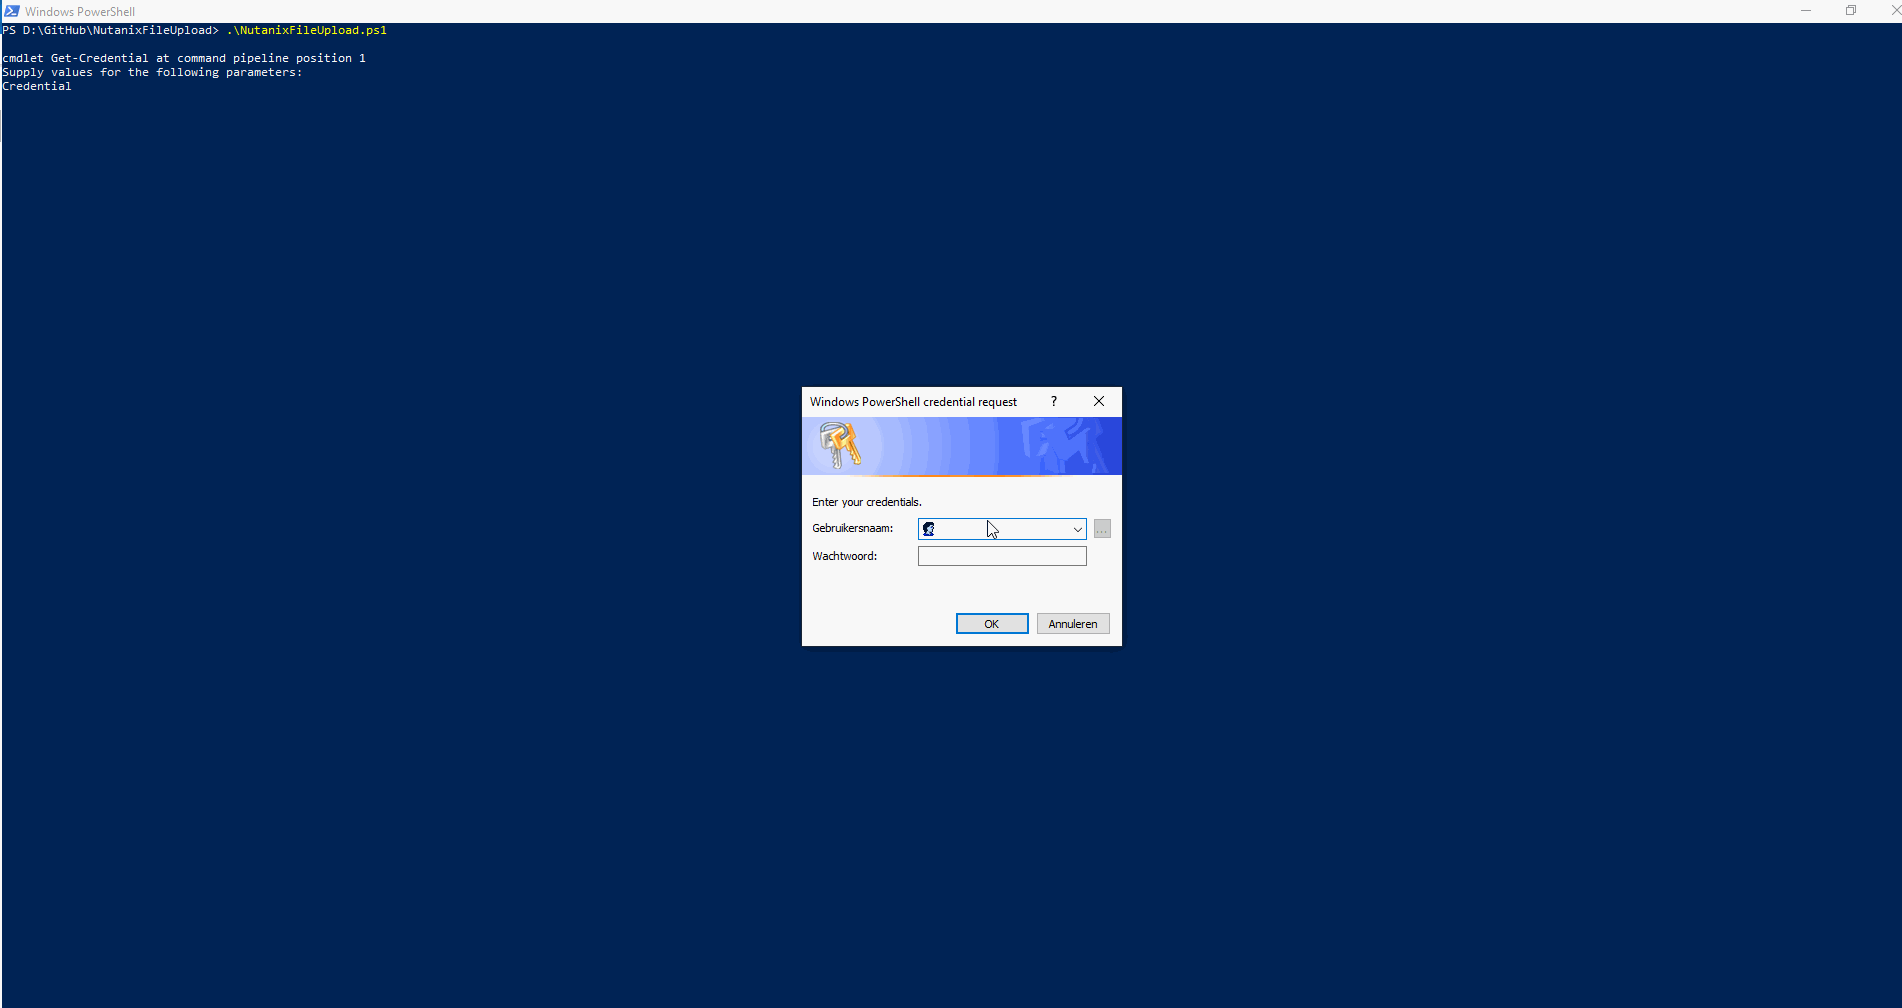 Windows PowerShell
PS D:\GitHub\NutanixFileUpload> .\NutanixFileUpload.ps1
cmdlet Get-Credential at command pipeline position 1
Supply values for the following parameters:
Credential
Windows PowerShell credential request
Enter your credentials.
Gebruikersnaam:
...
Wachtwoord:
OK Annuleren